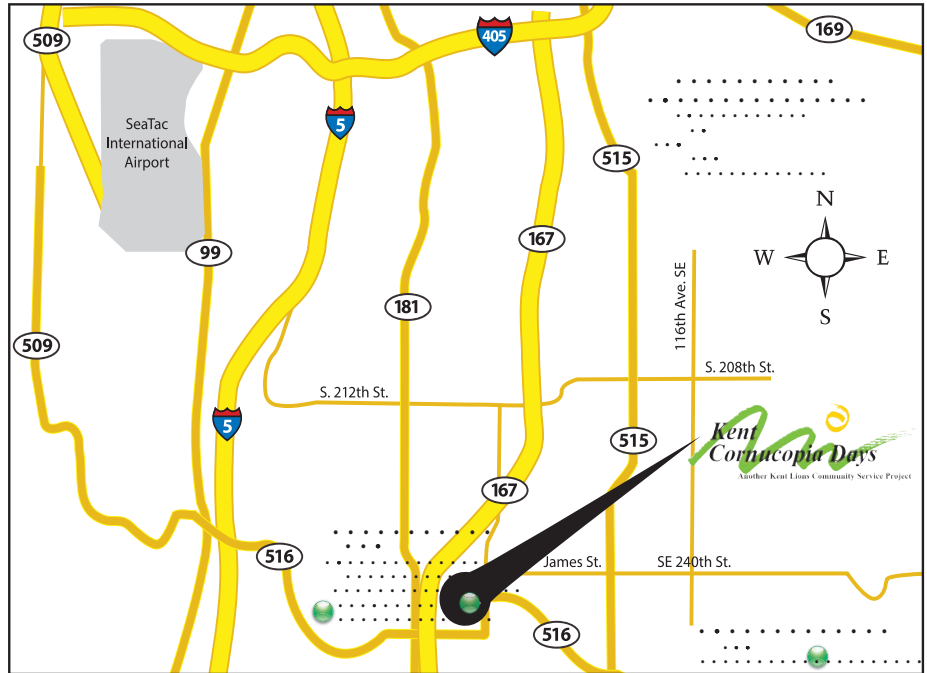 509
405
169
5
SeaTac
International
Airport
515
N
W
E
S
99
167
116th Ave. SE
181
509
S. 208th St.
S. 212th St.
5
515
Kent
Cornucopia Days
Another Kent Lions Community Service Project
167
516
James St.
SE 240th St.
516